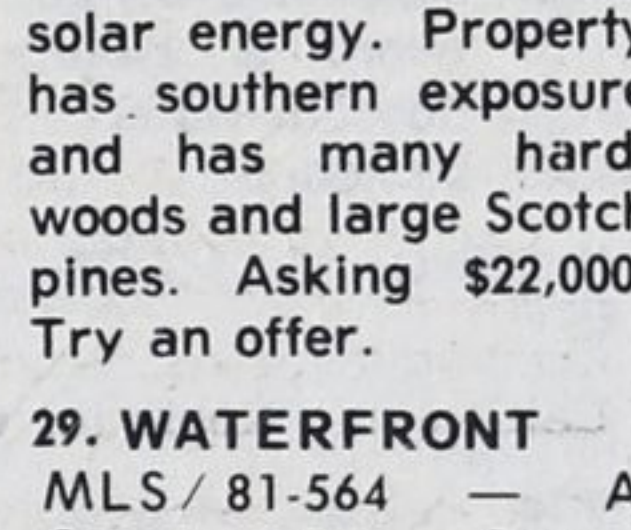 solar energy. Property
has southern exposure
and has many hard
woods and large Scotch
pines. Asking $22,000
Try an offer.
29. WATERFRONT
MLS/ 81-564 — A